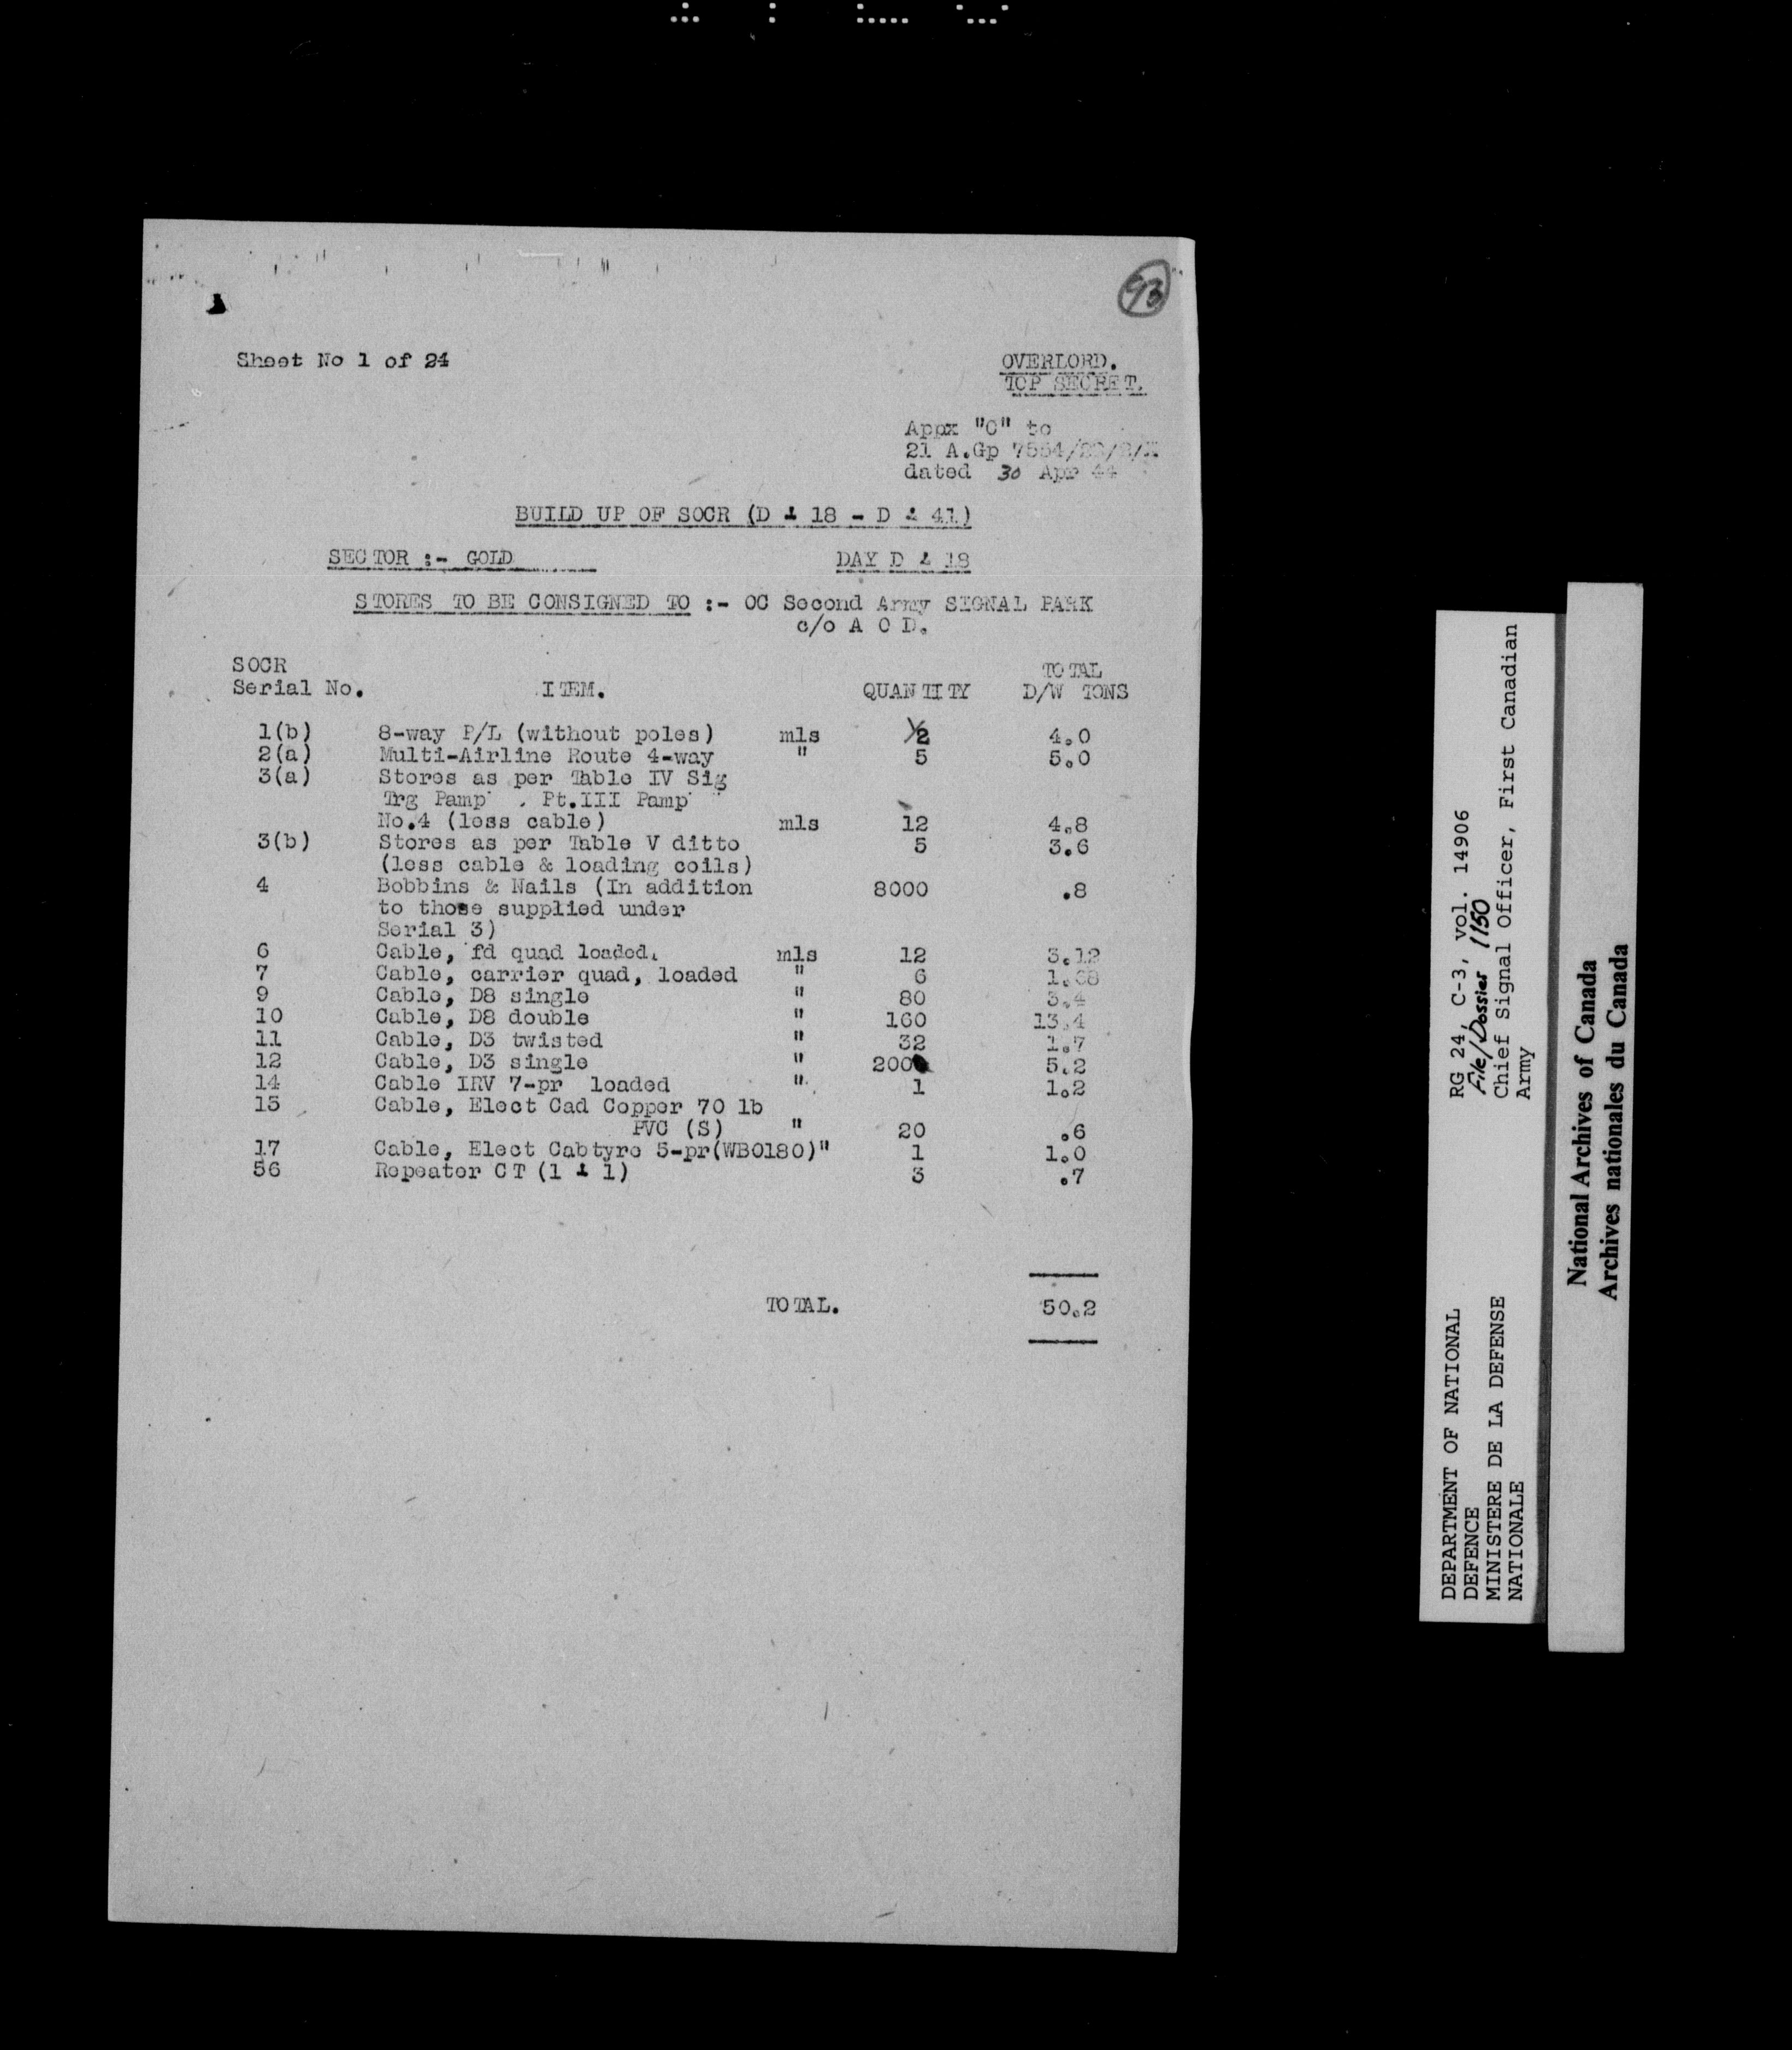 93
Sheet No 1 of 24
OVERLORD.
TOP SECRET.
Appx "C" to
21 A.Gp
dated 30 Apr 44
BUILD UP OF SOCR (D + 18 - D + 41)
SECTOR :- GOLD DAY D + 18
STORES TO BE CONSIGNED TO :- OC Second Army SIGNAL PARK
c/o A C D.
SOCR TOTAL
Serial No. ITEM. QUANTITY D/W TONS
1(b) 8-way P/L (without poles) mls 2 4.0
2(a) Multi-Airline Route 4-way " 5 5.0
3(a) Stores as per Table IV Sig
Trg Pamp . Pt.III Pamp
No.4 (less cable) mls 12 4.8
3(b) Stores as per Table V ditto 5 3.6
(less cable & loading coils)
4 Bobbins & Nails (In addition 8000 .8
to those supplied under
Serial 3)
6 Cable, fd quad loaded. mls 12 3.12
7 Cable, carrier quad, loaded " 6
9 Cable, D8 single " 80 3.4
10 Cable, D8 double " 160 13.4
11 Cable, D3 twisted " 32 1.7
12 Cable, D3 single " 200 5.2
14 Cable IRV 7-pr loaded " 1 1.2
15 Cable, Elect Cad Copper 70 lb
PVC (S) " 20 .6
17 Cable, Elect Cabtyre 5-pr(WB0180)" 1 1.0
56 Repeater CT (1 + 1) 3 .7
TOTAL. 50.2
DEPARTMENT OF NATIONAL
DEFENCE
MINISTERE DE LA DEFENSE
NATIONALE
RG 24, C-3, vol. 14906
File/Dossier 1150
Chief Signal Officer, First Canadian
Army
National Archives of Canada
Archives nationales du Canada